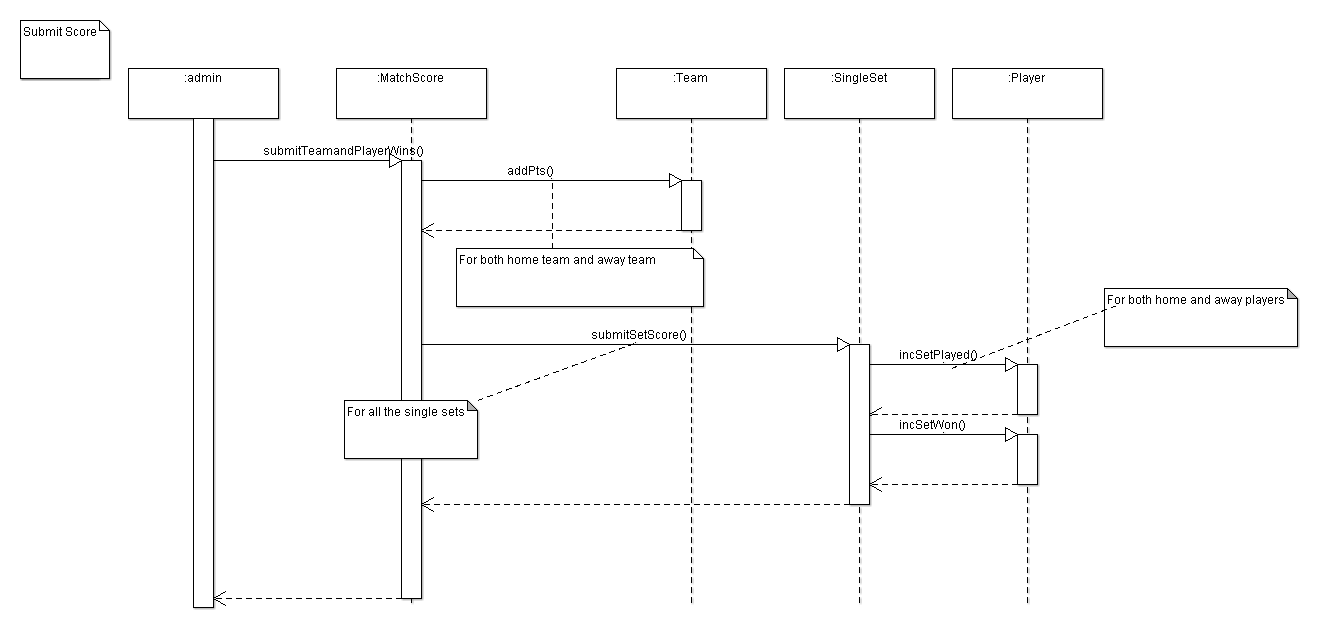 Submit Score
:admin
:MatchScore
:Team
:SingleSet
:Player
submitTeamandPlayerWins()
addPts()
For both home team and away team
For both home and away players
submitSetScore()
incSetPlayed()
For all the single sets
incSetWon()